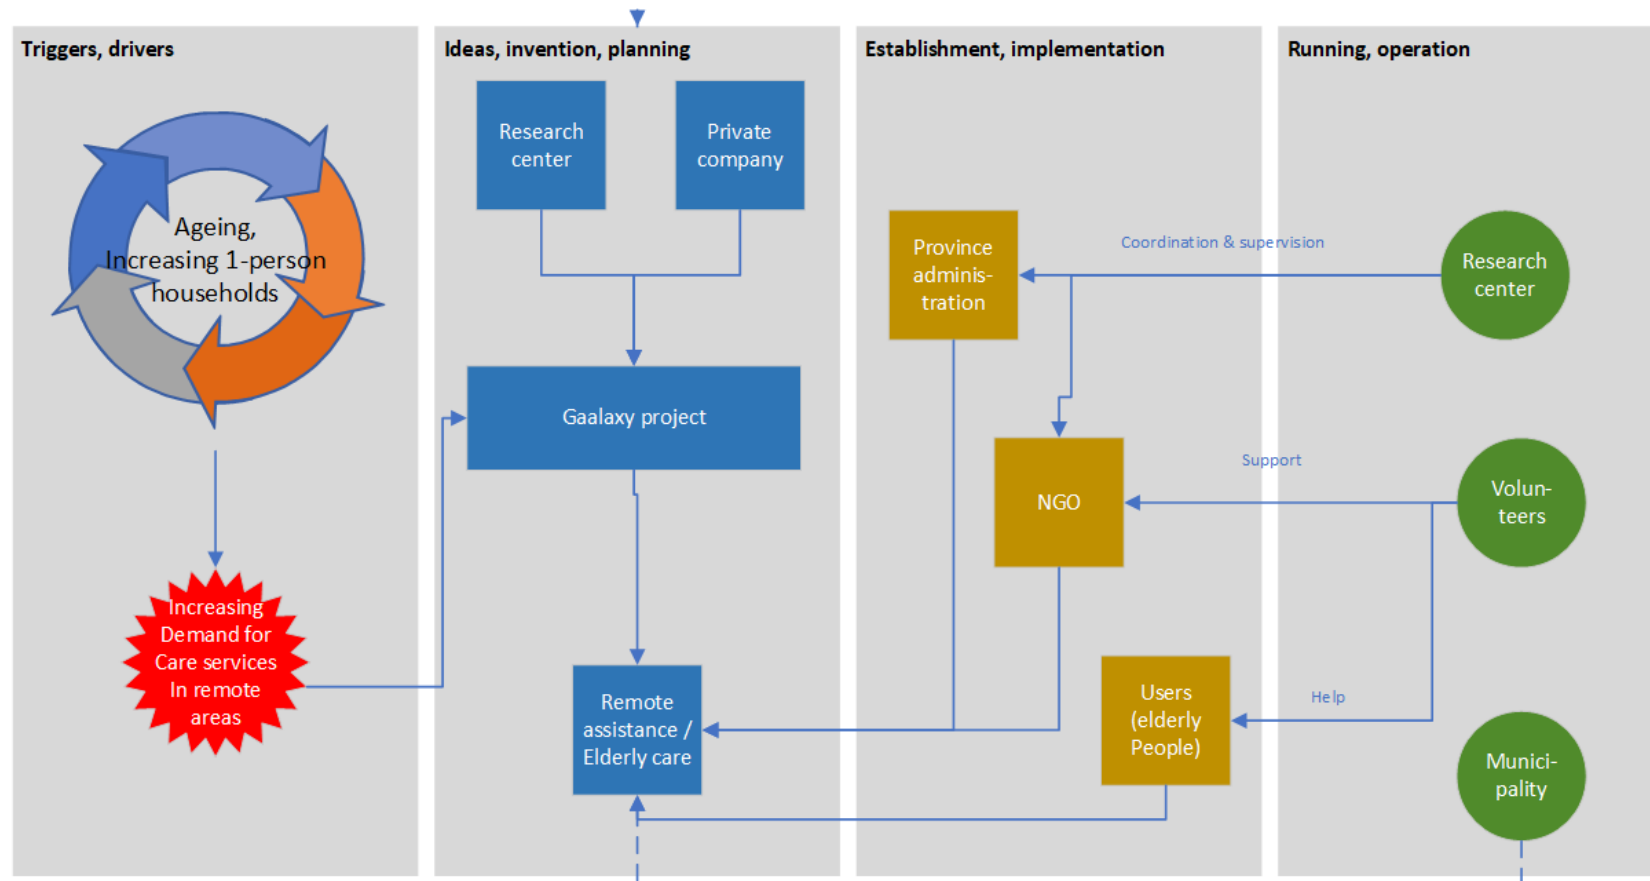 Triggers, drivers
Ideas, invention, planning
Establishment, implementation
Running, operation
Ageing,
Increasing 1-person
households
Increasing
Demand for
Care services
In remote
areas
Research
center
Private
company
Gaalaxy project
Remote
assistance /
Elderly care
Province
adminis-
tration
NGO
Users
(elderly
People)
Coordination & supervision
Support
Help
Research
center
Volun-
teers
Munici-
pality